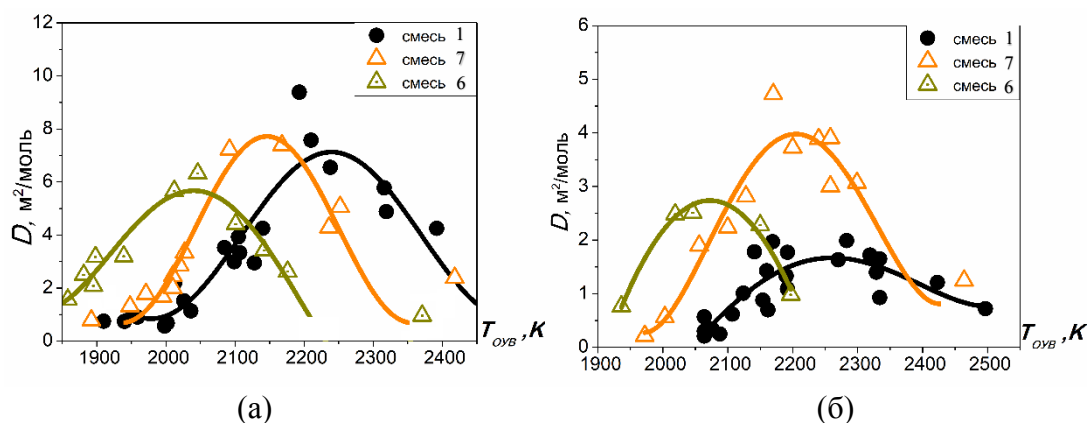 12
10
8
6
4
2
0
D, м²/моль
1900 2000 2100 2200 2300 2400
T_ОУВ ,K
смесь 1
смесь 7
смесь 6
(а)
6
5
4
3
2
1
0
D, м²/моль
1900 2000 2100 2200 2300 2400 2500
T_ОУВ ,K
смесь 1
смесь 7
смесь 6
(б)